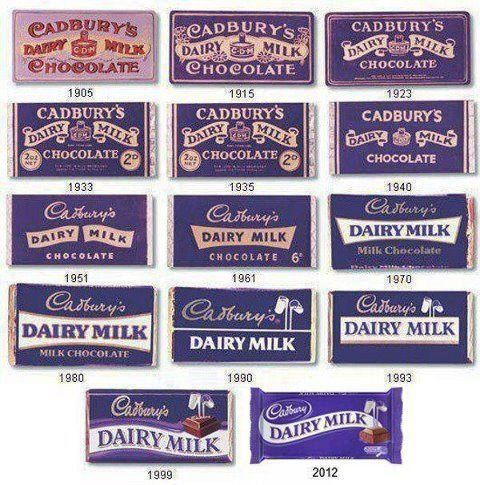 CADBURY'S
DAIRY MILK
C·D·M
CHOCOLATE
1905
CADBURY'S
DAIRY MILK
C·D·M
CHOCOLATE
1915
CADBURY'S
DAIRY MILK
C·D·M
CHOCOLATE
1923
CADBURY'S
DAIRY MILK
CDM
CHOCOLATE
2oz NET
2D
1933
CADBURY'S
DAIRY MILK
CDM
CHOCOLATE
2oz NET
2D
1935
CADBURY'S
DAIRY MILK
CHOCOLATE
1940
Cadbury's
DAIRY MILK
CHOCOLATE
1951
Cadbury's
DAIRY MILK
CHOCOLATE 6D
1961
Cadbury's
DAIRY MILK
Milk Chocolate
1970
Cadbury's
DAIRY MILK
MILK CHOCOLATE
1980
Cadbury's
DAIRY MILK
1990
Cadbury's
DAIRY MILK
1993
Cadbury's
DAIRY MILK
1999
Cadbury
DAIRY MILK
2012